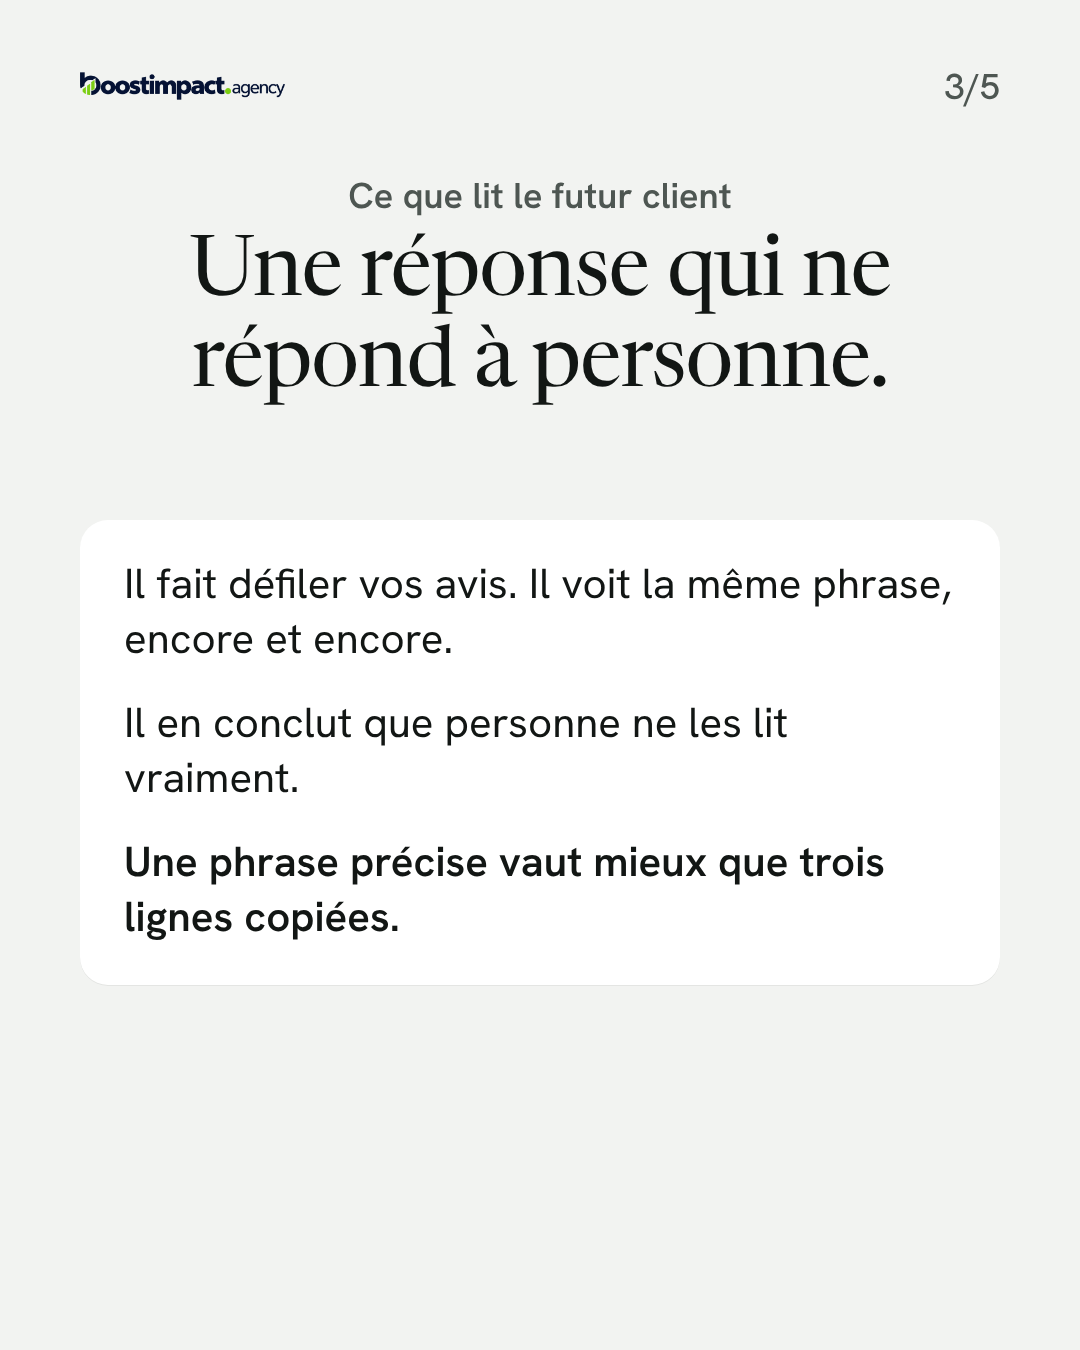 boostimpact.agency
3/5
Ce que lit le futur client
Une réponse qui ne
répond à personne.
Il fait défiler vos avis. Il voit la même phrase,
encore et encore.
Il en conclut que personne ne les lit
vraiment.
Une phrase précise vaut mieux que trois
lignes copiées.